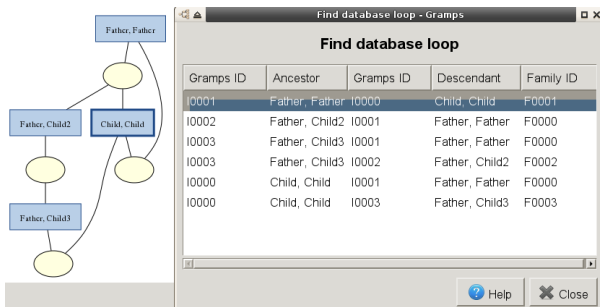 Father, Father
Father, Child2
Child, Child
Father, Child3
Find database loop - Gramps
Find database loop
Gramps ID Ancestor Gramps ID Descendant Family ID
I0001 Father, Father I0000 Child, Child F0001
I0002 Father, Child2 I0001 Father, Father F0000
I0003 Father, Child3 I0001 Father, Father F0000
I0003 Father, Child3 I0002 Father, Child2 F0002
I0000 Child, Child I0001 Father, Father F0000
I0000 Child, Child I0003 Father, Child3 F0003
Help Close